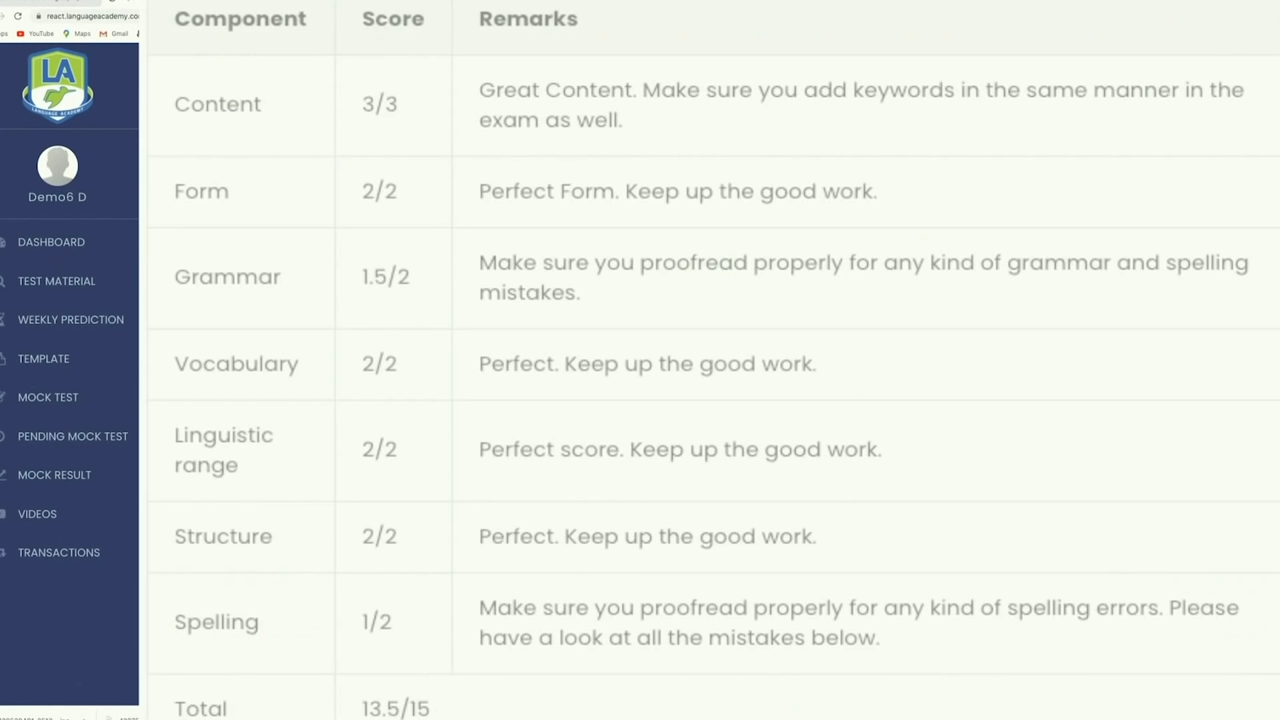 react.languageacademy.co
YouTube Maps Gmail
LA
LANGUAGE ACADEMY
Demo6 D
DASHBOARD
TEST MATERIAL
WEEKLY PREDICTION
TEMPLATE
MOCK TEST
PENDING MOCK TEST
MOCK RESULT
VIDEOS
TRANSACTIONS
Component Score Remarks
Content 3/3 Great Content. Make sure you add keywords in the same manner in the
exam as well.
Form 2/2 Perfect Form. Keep up the good work.
Grammar 1.5/2 Make sure you proofread properly for any kind of grammar and spelling
mistakes.
Vocabulary 2/2 Perfect. Keep up the good work.
Linguistic
range 2/2 Perfect score. Keep up the good work.
Structure 2/2 Perfect. Keep up the good work.
Spelling 1/2 Make sure you proofread properly for any kind of spelling errors. Please
have a look at all the mistakes below.
Total 13.5/15